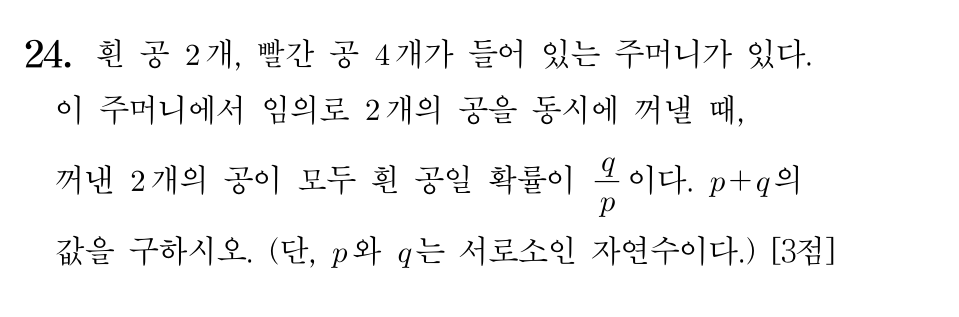 24. 흰 공 2개, 빨간 공 4개가 들어 있는 주머니가 있다.
이 주머니에서 임의로 2개의 공을 동시에 꺼낼 때,
꺼낸 2개의 공이 모두 흰 공일 확률이 q/p 이다. p+q의
값을 구하시오. (단, p와 q는 서로소인 자연수이다.) [3점]